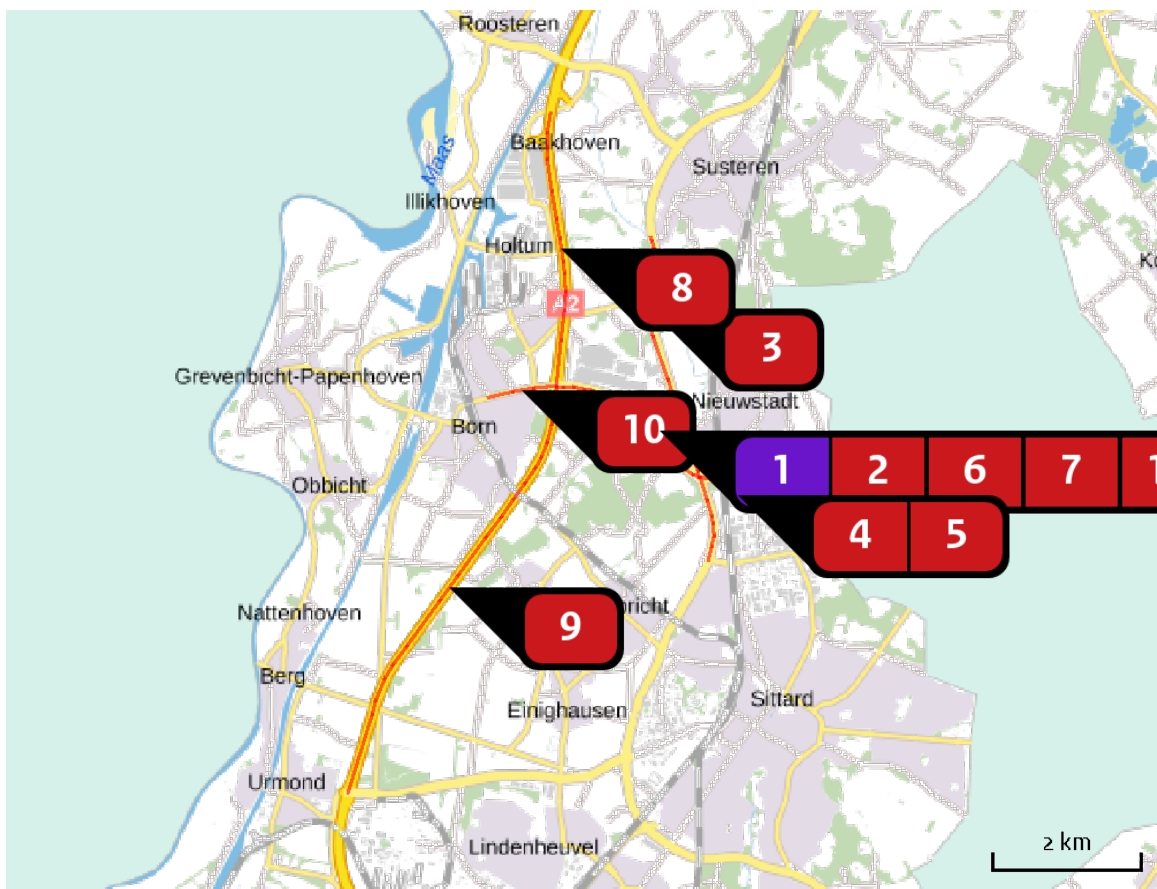 Roosteren
Baakhoven
Maas
Susteren
Illikhoven
Holtum
8
A2
3
Grevenbicht-Papenhoven
Nieuwstadt
10
Born
1
2
6
7
Obbicht
4
5
Nattenhoven
9
Berg
Einighausen
Sittard
Urmond
Lindenheuvel
2 km